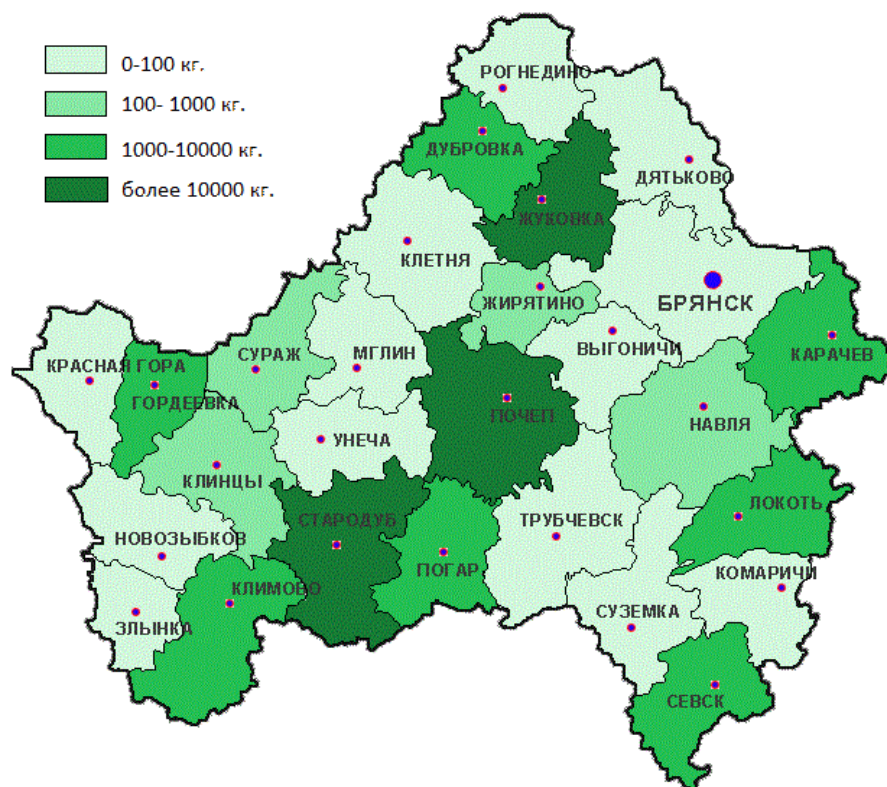 0-100 кг.
100- 1000 кг.
1000-10000 кг.
более 10000 кг.
РОГНЕДИНО
ДУБРОВКА
ДЯТЬКОВО
ЖУКОВКА
КЛЕТНЯ
ЖИРЯТИНО
БРЯНСК
ВЫГОНИЧИ
КАРАЧЕВ
КРАСНАЯ ГОРА
СУРАЖ
МГЛИН
ГОРДЕЕВКА
ПОЧЕП
НАВЛЯ
УНЕЧА
КЛИНЦЫ
ЛОКОТЬ
СТАРОДУБ
ТРУБЧЕВСК
НОВОЗЫБКОВ
ПОГАР
КОМАРИЧИ
КЛИМОВО
СУЗЕМКА
ЗЛЫНКА
СЕВСК